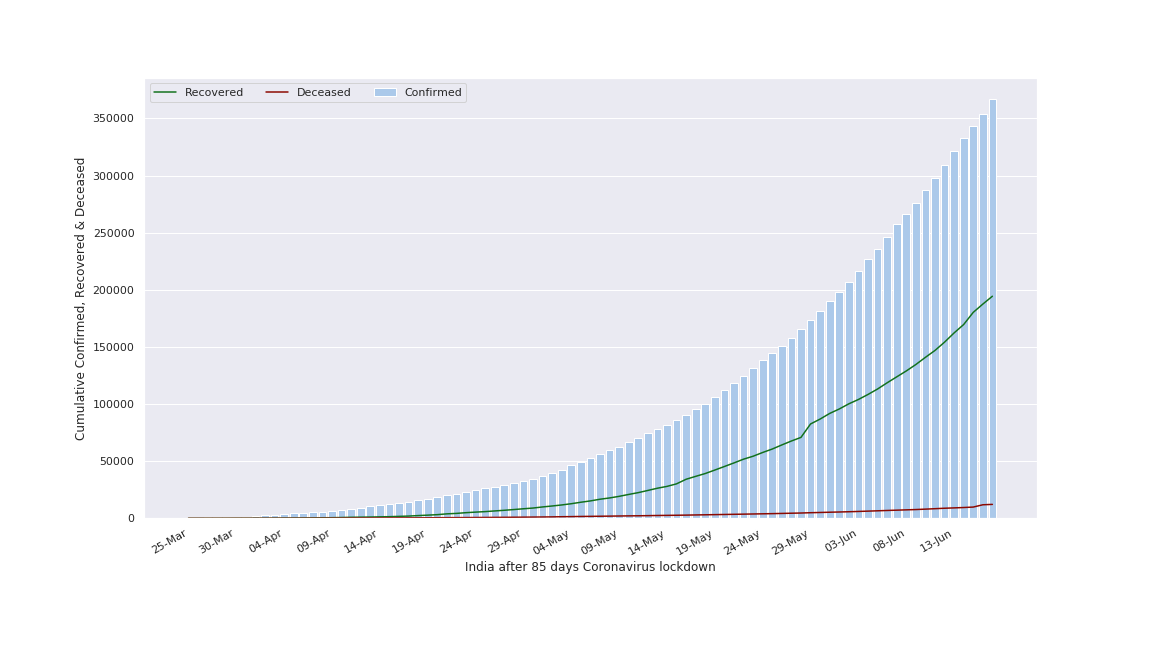 Recovered Deceased Confirmed
350000
300000
250000
200000
150000
100000
50000
0
Cumulative Confirmed, Recovered & Deceased
25-Mar 30-Mar 04-Apr 09-Apr 14-Apr 19-Apr 24-Apr 29-Apr 04-May 09-May 14-May 19-May 24-May 29-May 03-Jun 08-Jun 13-Jun
India after 85 days Coronavirus lockdown